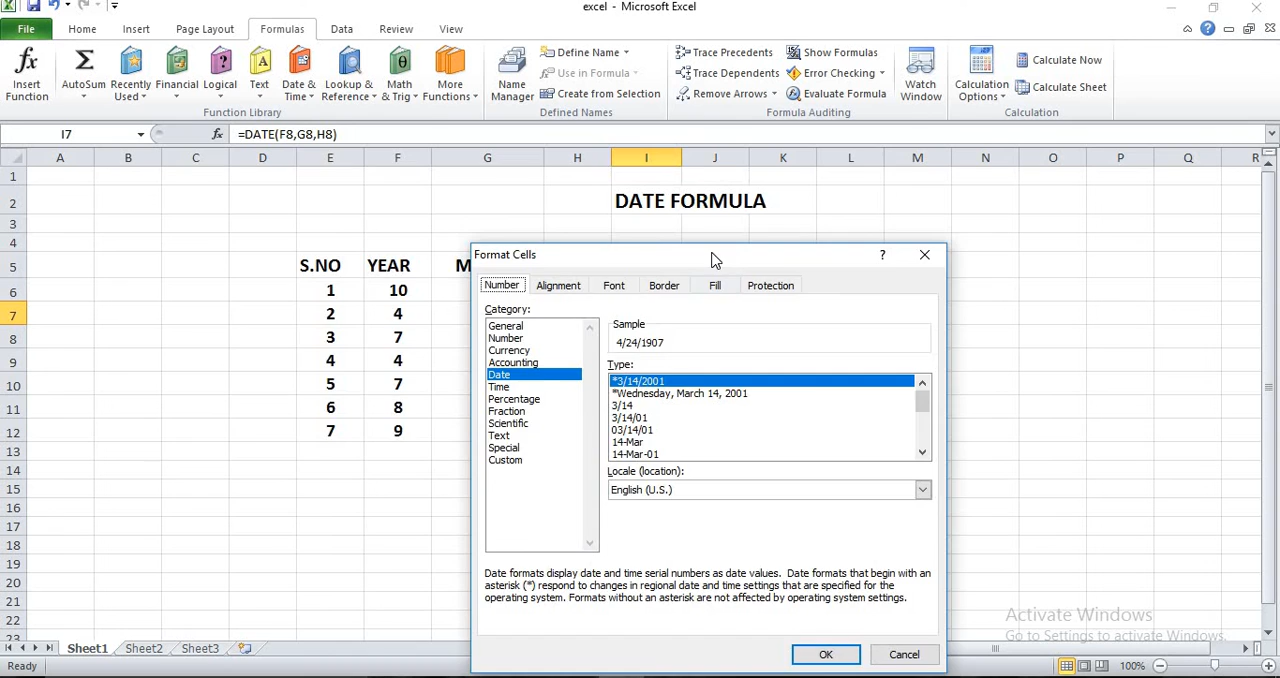 excel - Microsoft Excel
File Home Insert Page Layout Formulas Data Review View
fx Insert Function
Σ AutoSum
Recently Used
Financial
Logical
Text
Date & Time
Lookup & Reference
Math & Trig
More Functions
Function Library
Name Manager
Define Name
Use in Formula
Create from Selection
Defined Names
Trace Precedents
Trace Dependents
Remove Arrows
Show Formulas
Error Checking
Evaluate Formula
Formula Auditing
Watch Window
Calculation Options
Calculate Now
Calculate Sheet
Calculation
I7 fx =DATE(F8,G8,H8)
A B C D E F G H I J K L M N O P Q R
1
2 DATE FORMULA
3
4
5 S.NO YEAR M
6 1 10
7 2 4
8 3 7
9 4 4
10 5 7
11 6 8
12 7 9
13
14
15
16
17
18
19
20
21
22
23
Format Cells ?
Number Alignment Font Border Fill Protection
Category:
General
Number
Currency
Accounting
Date
Time
Percentage
Fraction
Scientific
Text
Special
Custom
Sample
4/24/1907
Type:
*3/14/2001
*Wednesday, March 14, 2001
3/14
3/14/01
03/14/01
14-Mar
14-Mar-01
Locale (location):
English (U.S.)
Date formats display date and time serial numbers as date values. Date formats that begin with an
asterisk (*) respond to changes in regional date and time settings that are specified for the
operating system. Formats without an asterisk are not affected by operating system settings.
OK Cancel
Activate Windows
Go to Settings to activate Windows.
Sheet1 Sheet2 Sheet3
Ready 100%